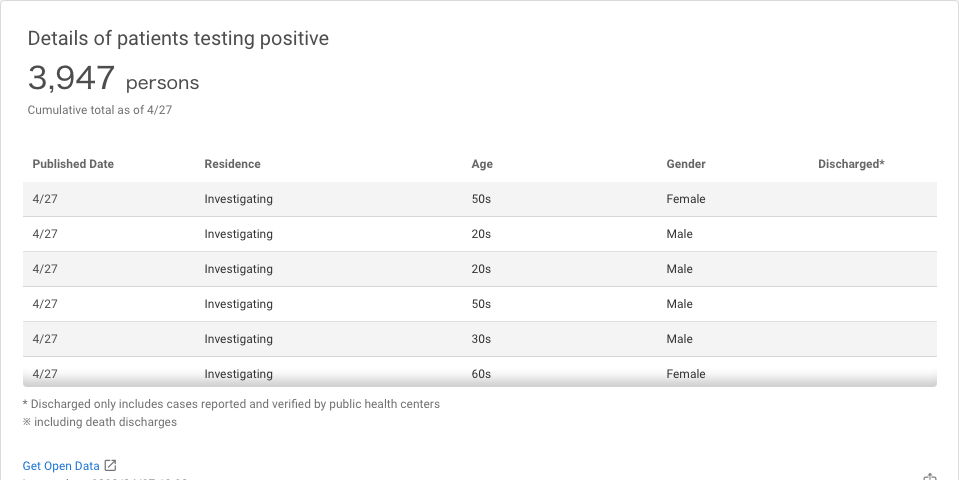 Details of patients testing positive
3,947 persons
Cumulative total as of 4/27
Published Date Residence Age Gender Discharged*
4/27 Investigating 50s Female
4/27 Investigating 20s Male
4/27 Investigating 20s Male
4/27 Investigating 50s Male
4/27 Investigating 30s Male
4/27 Investigating 60s Female
* Discharged only includes cases reported and verified by public health centers
※ including death discharges
Get Open Data